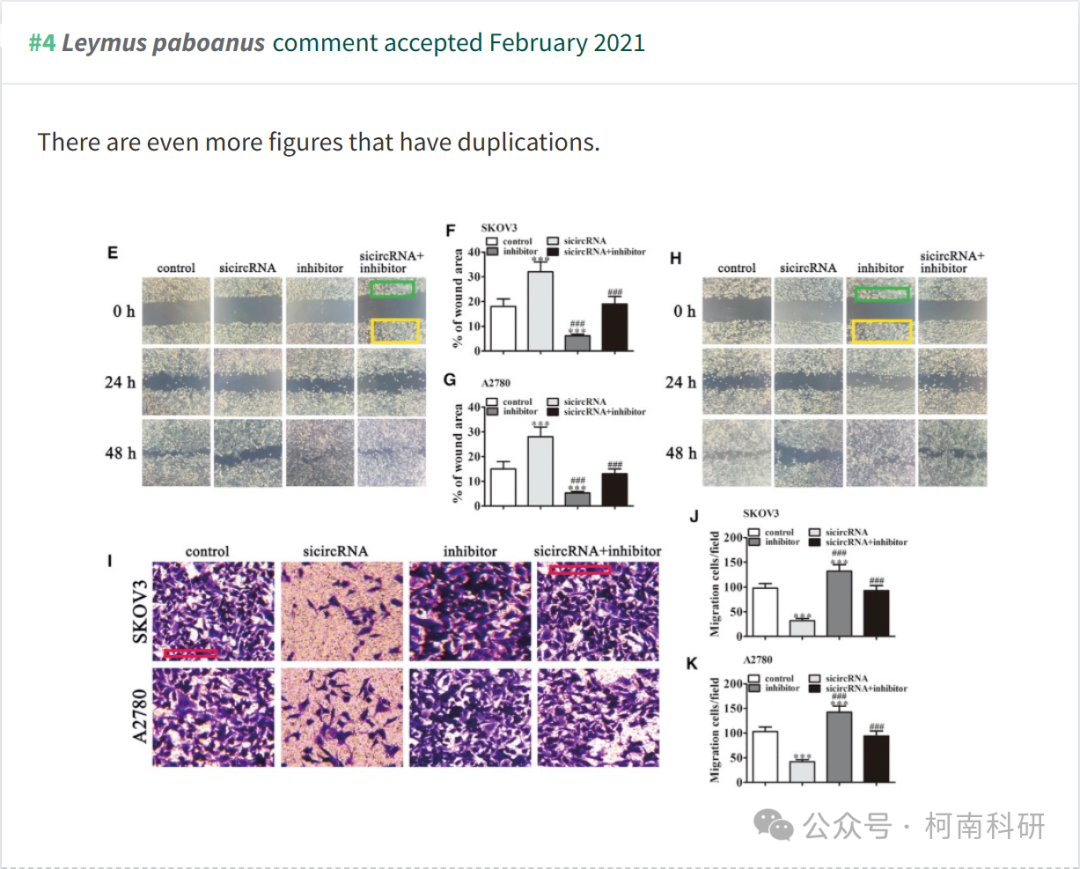 #4 Leymus paboanus comment accepted February 2021
There are even more figures that have duplications.
E
control sicircRNA inhibitor sicircRNA+
inhibitor
0 h
24 h
48 h
F
SKOV3
control sicircRNA
inhibitor sicircRNA+inhibitor
% of wound area
40
30
20
10
0
***
###
***
###
G
A2780
control sicircRNA
inhibitor sicircRNA+inhibitor
% of wound area
40
30
20
10
0
***
###
***
###
H
control sicircRNA inhibitor sicircRNA+
inhibitor
0 h
24 h
48 h
I
control sicircRNA inhibitor sicircRNA+inhibitor
SKOV3
A2780
J
SKOV3
control sicircRNA
inhibitor sicircRNA+inhibitor
Migration cells/field
200
150
100
50
0
***
###
***
###
K
A2780
control sicircRNA
inhibitor sicircRNA+inhibitor
Migration cells/field
200
150
100
50
0
***
###
***
###
公众号 · 柯南科研